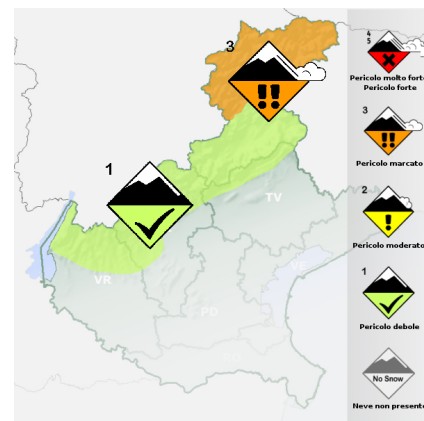 3
1
TV
VR
PD
4
5
Pericolo molto forte
Pericolo forte
3
Pericolo marcato
2
Pericolo moderato
1
Pericolo debole
No Snow
Neve non presente